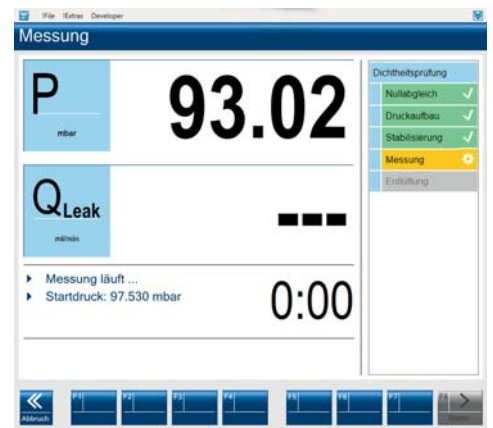 !File !Extras Developer
Messung
P
mbar
93.02
QLeak
ml/min
---
Messung läuft ...
Startdruck: 97.530 mbar
0:00
Dichtheitsprüfung
Nullabgleich
Druckaufbau
Stabilisierung
Messung
Entlüftung
Abbruch
F1
F2
F3
F4
F5
F6
F7